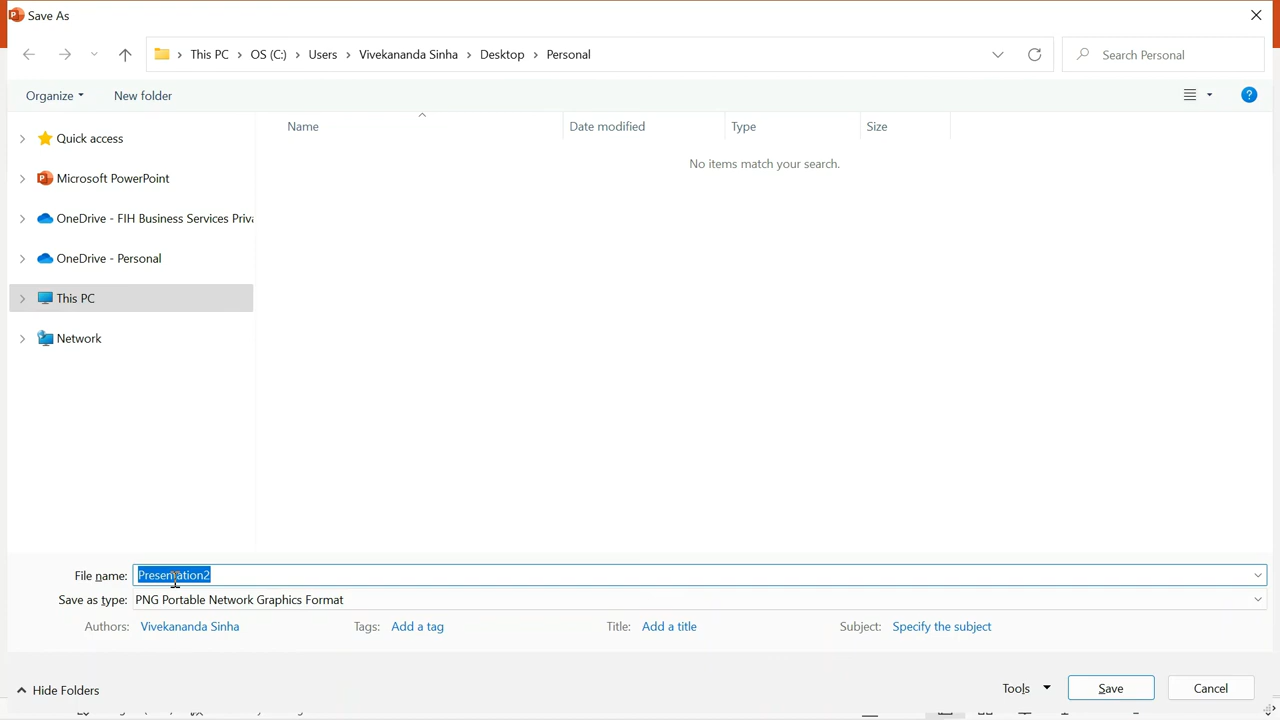 Save As
This PC > OS (C:) > Users > Vivekananda Sinha > Desktop > Personal
Search Personal
Organize
New folder
Name
Date modified
Type
Size
No items match your search.
Quick access
Microsoft PowerPoint
OneDrive - FIH Business Services Priv
OneDrive - Personal
This PC
Network
File name: Presentation2
Save as type: PNG Portable Network Graphics Format
Authors: Vivekananda Sinha
Tags: Add a tag
Title: Add a title
Subject: Specify the subject
Hide Folders
Tools
Save
Cancel